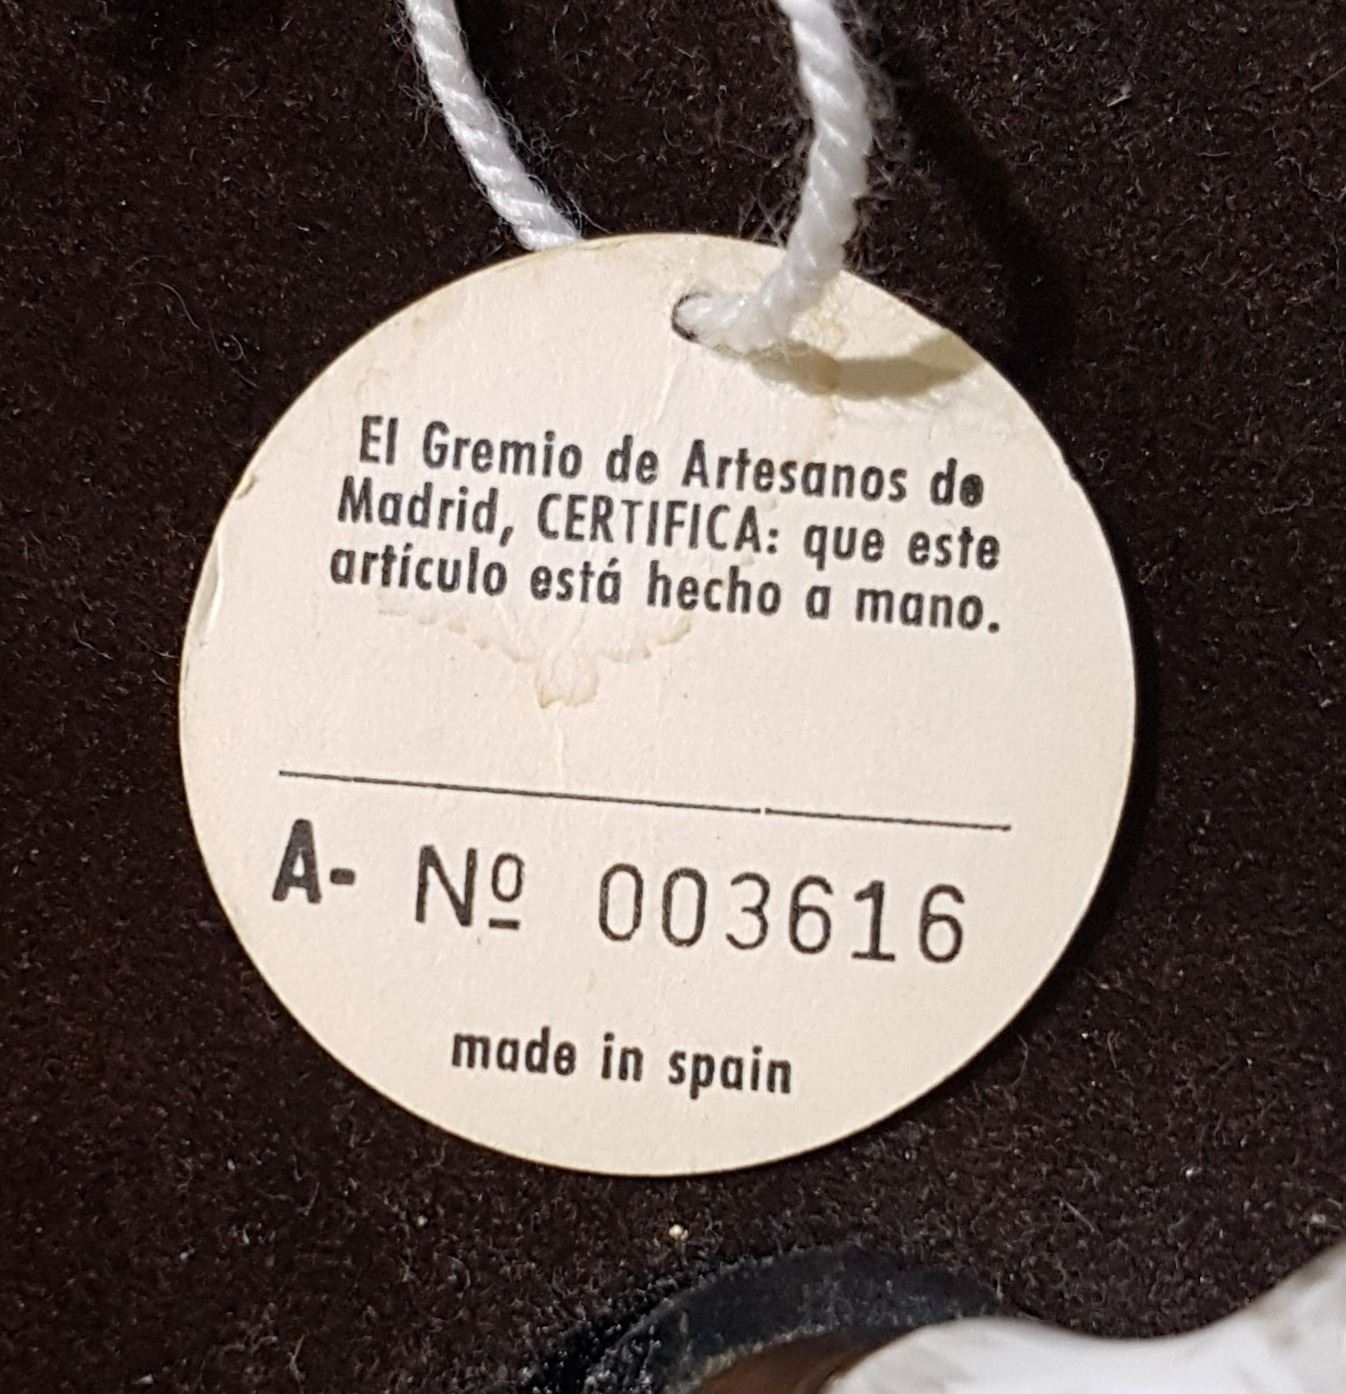 El Gremio de Artesanos de
Madrid, CERTIFICA: que este
artículo está hecho a mano.
A- Nº 003616
made in spain